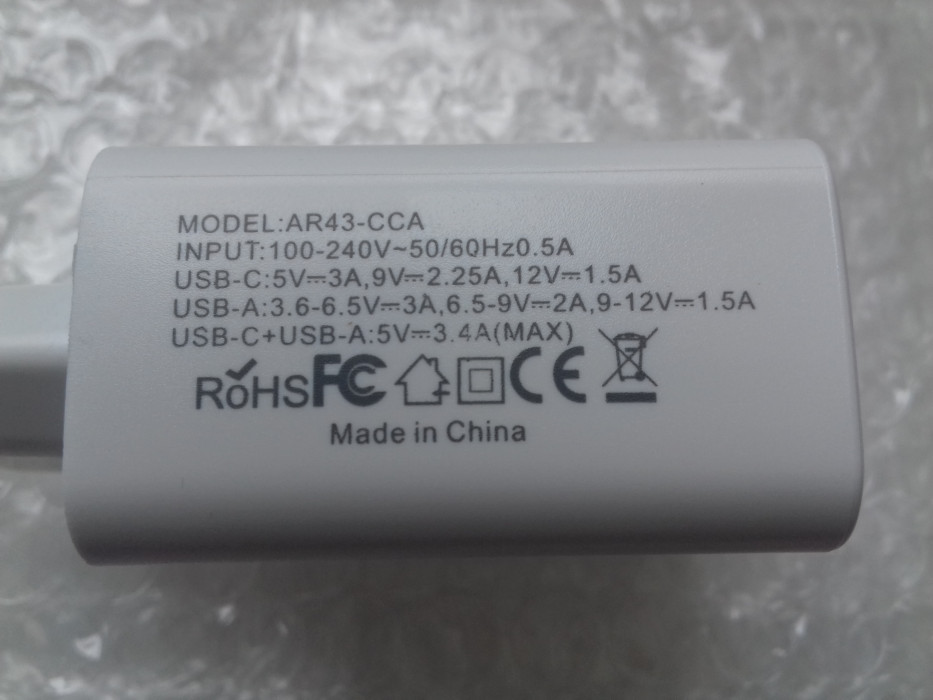 MODEL:AR43-CCA
INPUT:100-240V~50/60Hz0.5A
USB-C:5V⎓3A,9V⎓2.25A,12V⎓1.5A
USB-A:3.6-6.5V⎓3A,6.5-9V⎓2A,9-12V⎓1.5A
USB-C+USB-A:5V⎓3.4A(MAX)
RoHS FC CE
Made in China